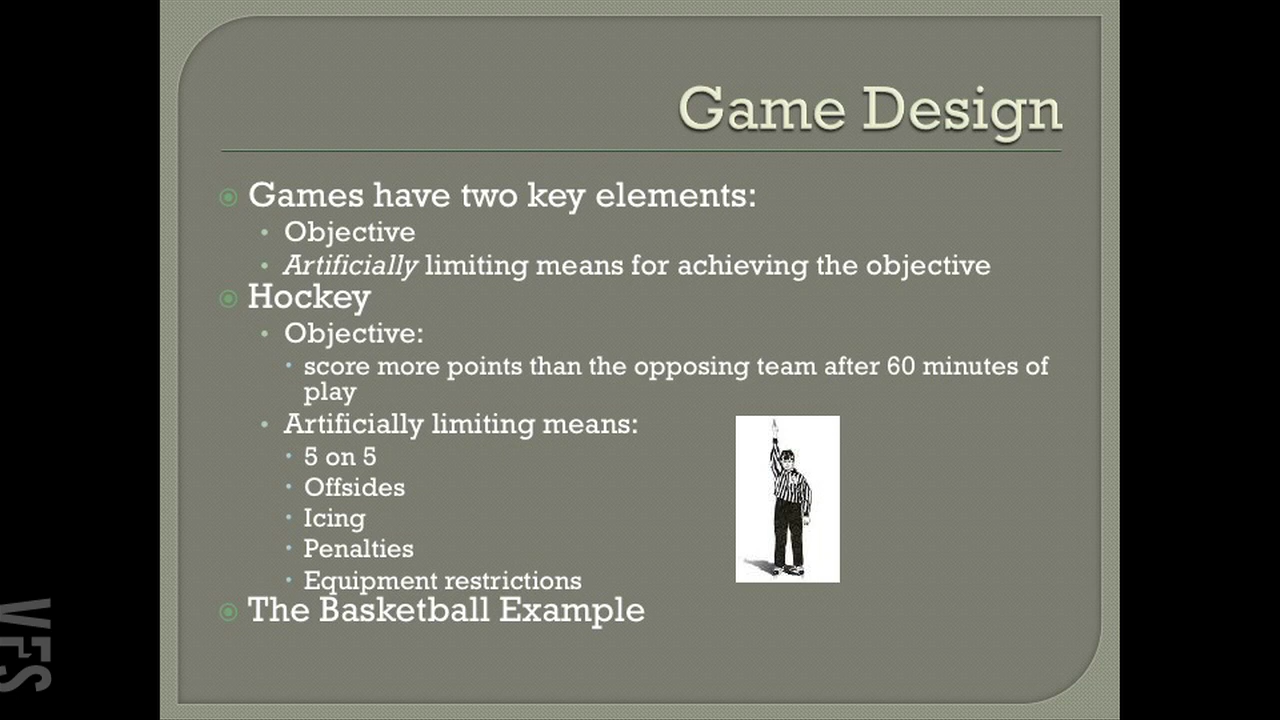 Game Design
Games have two key elements:
Objective
Artificially limiting means for achieving the objective
Hockey
Objective:
score more points than the opposing team after 60 minutes of
play
Artificially limiting means:
5 on 5
Offsides
Icing
Penalties
Equipment restrictions
The Basketball Example
VFS